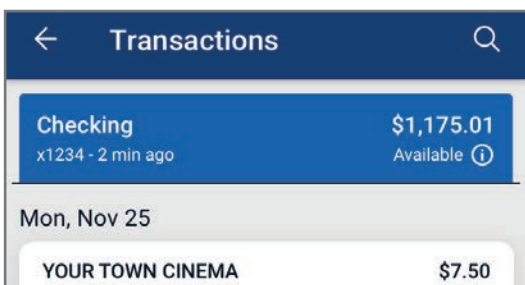 Transactions
Checking $1,175.01
x1234 - 2 min ago Available
Mon, Nov 25
YOUR TOWN CINEMA $7.50